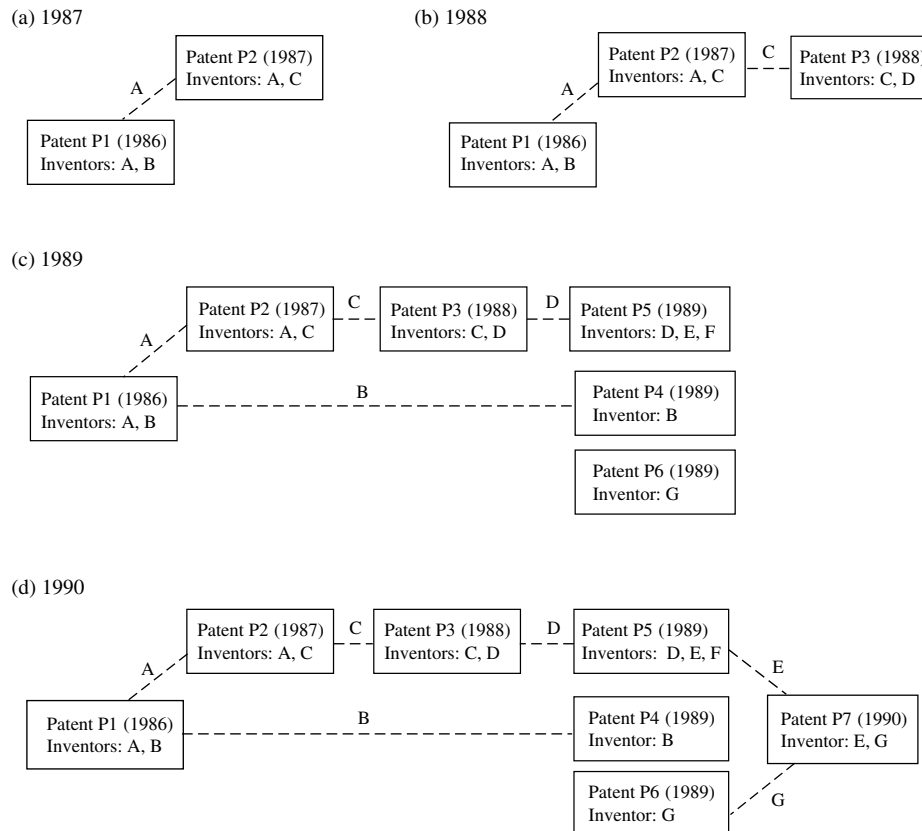 (a) 1987
Patent P2 (1987)
Inventors: A, C
A
Patent P1 (1986)
Inventors: A, B
(b) 1988
Patent P2 (1987)
Inventors: A, C
C
Patent P3 (1988)
Inventors: C, D
A
Patent P1 (1986)
Inventors: A, B
(c) 1989
Patent P2 (1987)
Inventors: A, C
C
Patent P3 (1988)
Inventors: C, D
D
Patent P5 (1989)
Inventors: D, E, F
A
Patent P1 (1986)
Inventors: A, B
B
Patent P4 (1989)
Inventor: B
Patent P6 (1989)
Inventor: G
(d) 1990
Patent P2 (1987)
Inventors: A, C
C
Patent P3 (1988)
Inventors: C, D
D
Patent P5 (1989)
Inventors: D, E, F
A
E
Patent P1 (1986)
Inventors: A, B
B
Patent P4 (1989)
Inventor: B
Patent P7 (1990)
Inventor: E, G
Patent P6 (1989)
Inventor: G
G